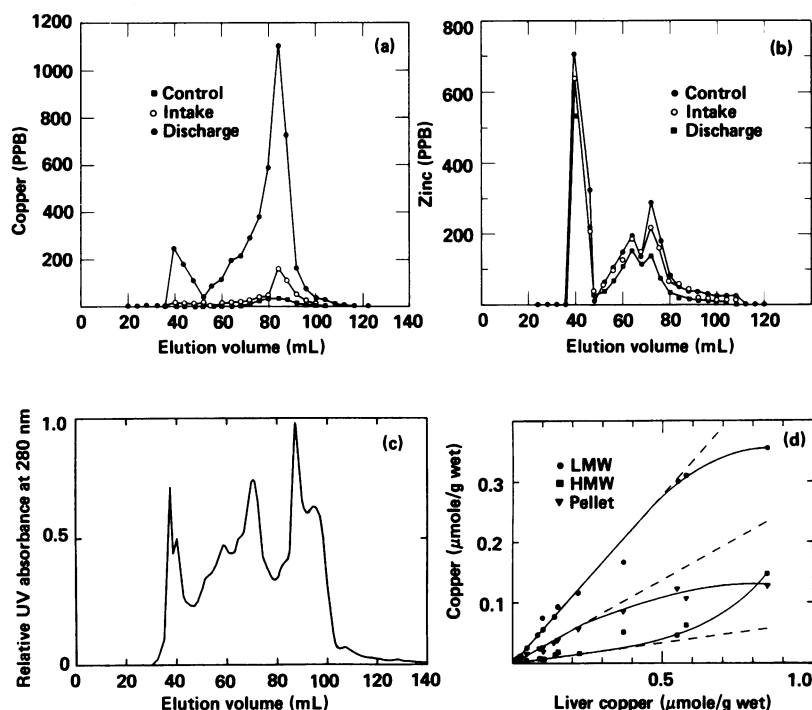 (a)
Copper (PPB)
1200
1000
800
600
400
200
■ Control
○ Intake
● Discharge
0 20 40 60 80 100 120 140
Elution volume (mL)
(b)
Zinc (PPB)
800
600
400
200
● Control
○ Intake
■ Discharge
0 20 40 60 80 100 120
Elution volume (mL)
(c)
Relative UV absorbance at 280 nm
1.0
0.5
0
0 20 40 60 80 100 120 140
Elution volume (mL)
(d)
Copper (μmole/g wet)
0.3
0.2
0.1
● LMW
■ HMW
▼ Pellet
0.5 1.0
Liver copper (μmole/g wet)